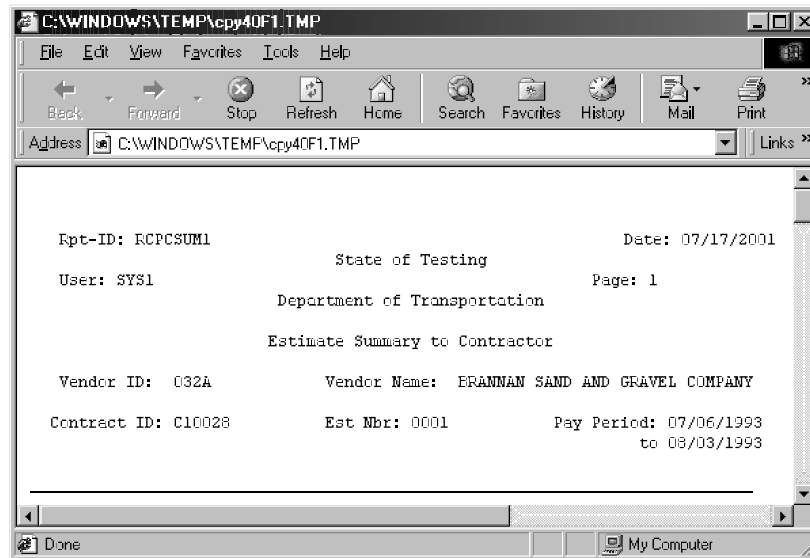 C:\WINDOWS\TEMP\cpy40F1.TMP
File Edit View Favorites Tools Help
Back Forward Stop Refresh Home Search Favorites History Mail Print
Address C:\WINDOWS\TEMP\cpy40F1.TMP Links
Rpt-ID: RCPCSUM1 Date: 07/17/2001
State of Testing
User: SYS1 Page: 1
Department of Transportation
Estimate Summary to Contractor
Vendor ID: 032A Vendor Name: BRANNAN SAND AND GRAVEL COMPANY
Contract ID: C10028 Est Nbr: 0001 Pay Period: 07/06/1993
to 08/03/1993
Done My Computer